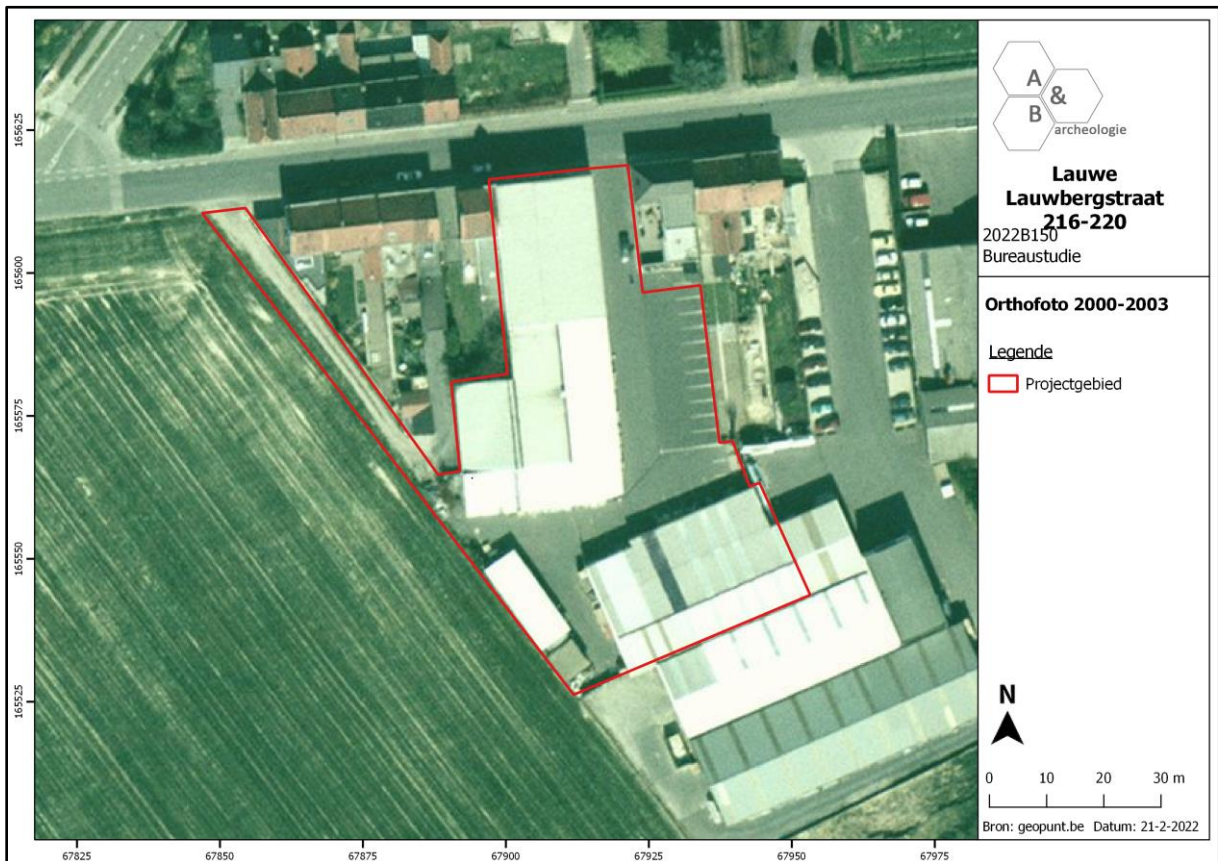 A
&
B
archeologie
Lauwe
Lauwbergstraat
216-220
2022B150
Bureaustudie
Orthofoto 2000-2003
Legende
Projectgebied
N
0 10 20 30 m
Bron: geopunt.be Datum: 21-2-2022
165625
165600
165575
165550
165525
67825 67850 67875 67900 67925 67950 67975